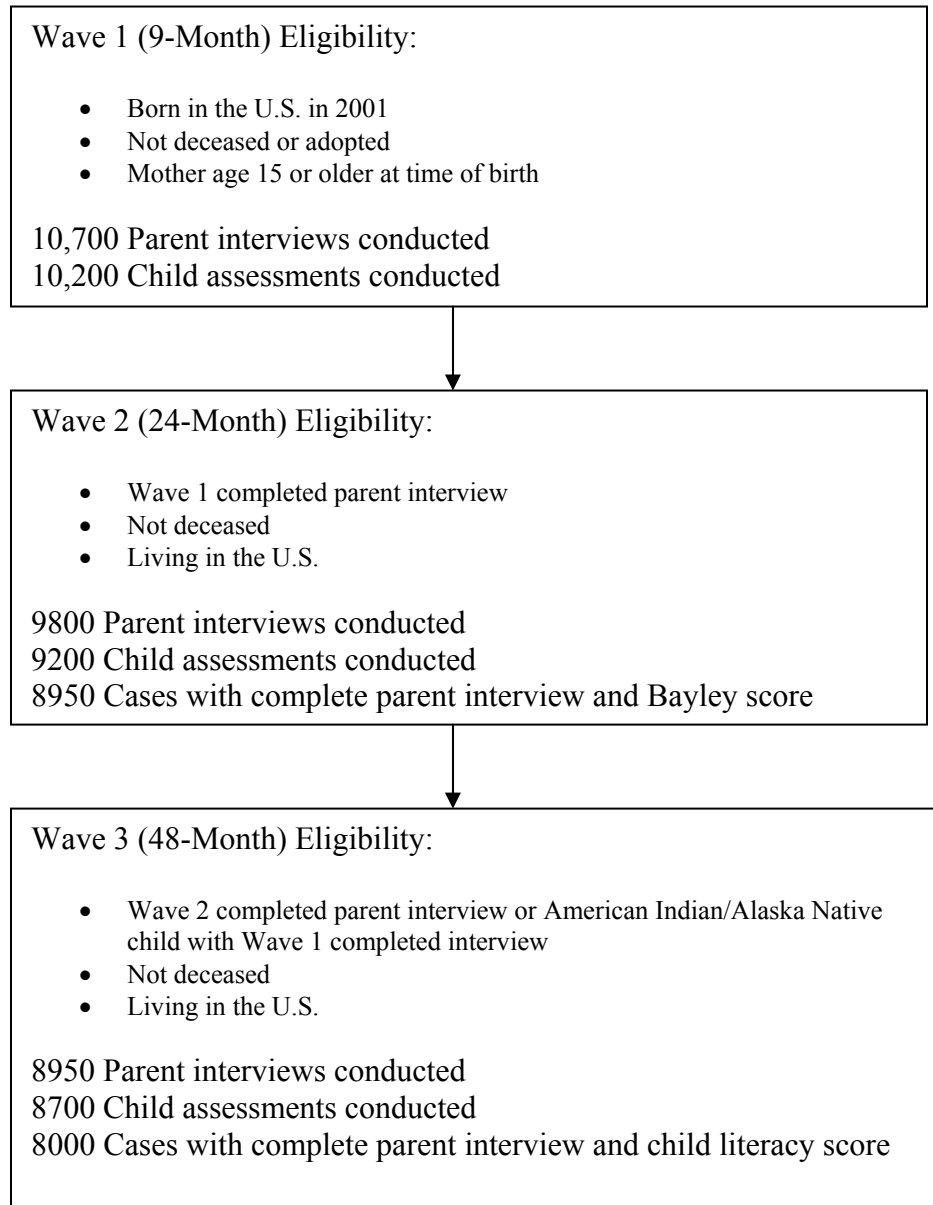 Wave 1 (9-Month) Eligibility:
• Born in the U.S. in 2001
• Not deceased or adopted
• Mother age 15 or older at time of birth
10,700 Parent interviews conducted
10,200 Child assessments conducted
Wave 2 (24-Month) Eligibility:
• Wave 1 completed parent interview
• Not deceased
• Living in the U.S.
9800 Parent interviews conducted
9200 Child assessments conducted
8950 Cases with complete parent interview and Bayley score
Wave 3 (48-Month) Eligibility:
• Wave 2 completed parent interview or American Indian/Alaska Native
child with Wave 1 completed interview
• Not deceased
• Living in the U.S.
8950 Parent interviews conducted
8700 Child assessments conducted
8000 Cases with complete parent interview and child literacy score